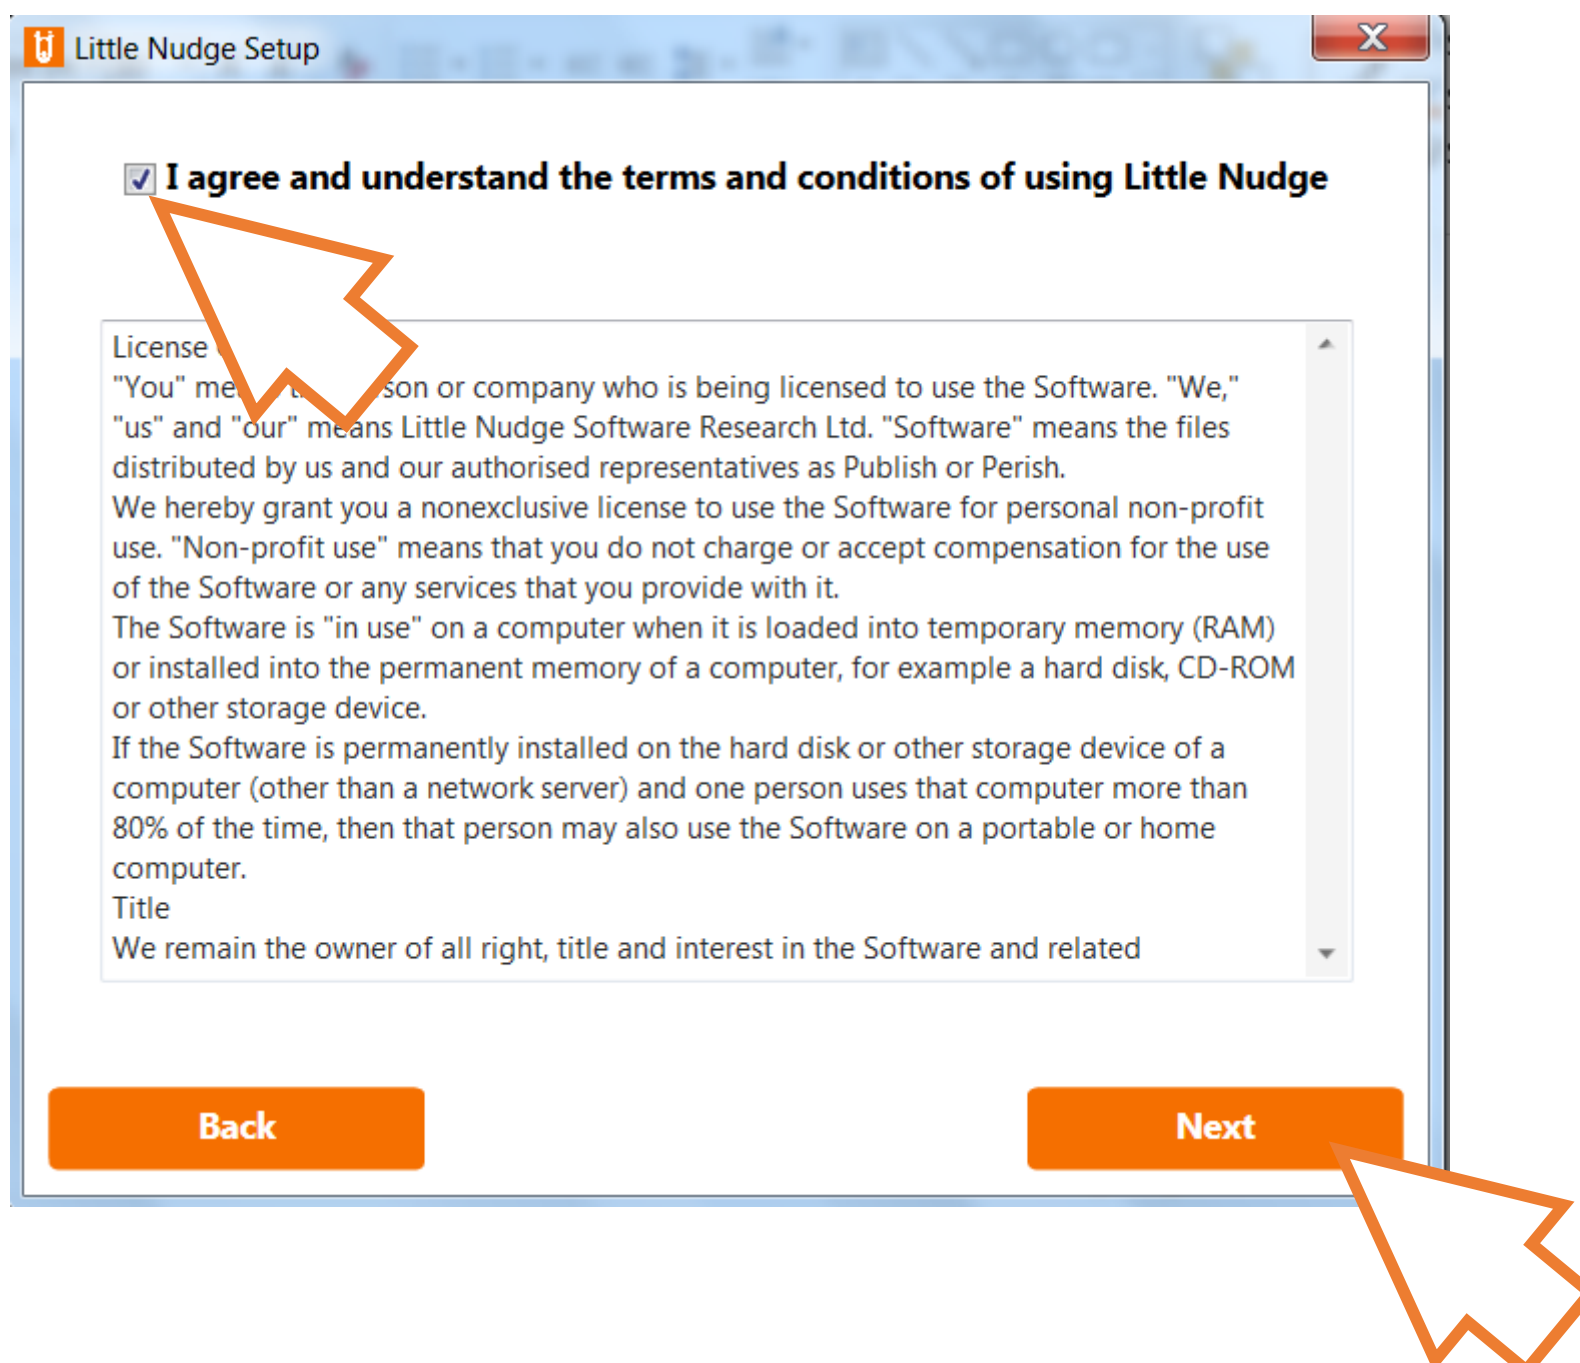 Little Nudge Setup
I agree and understand the terms and conditions of using Little Nudge
License
"You" son or company who is being licensed to use the Software. "We,"
"us" and "our" means Little Nudge Software Research Ltd. "Software" means the files
distributed by us and our authorised representatives as Publish or Perish.
We hereby grant you a nonexclusive license to use the Software for personal non-profit
use. "Non-profit use" means that you do not charge or accept compensation for the use
of the Software or any services that you provide with it.
The Software is "in use" on a computer when it is loaded into temporary memory (RAM)
or installed into the permanent memory of a computer, for example a hard disk, CD-ROM
or other storage device.
If the Software is permanently installed on the hard disk or other storage device of a
computer (other than a network server) and one person uses that computer more than
80% of the time, then that person may also use the Software on a portable or home
computer.
Title
We remain the owner of all right, title and interest in the Software and related
Back
Next